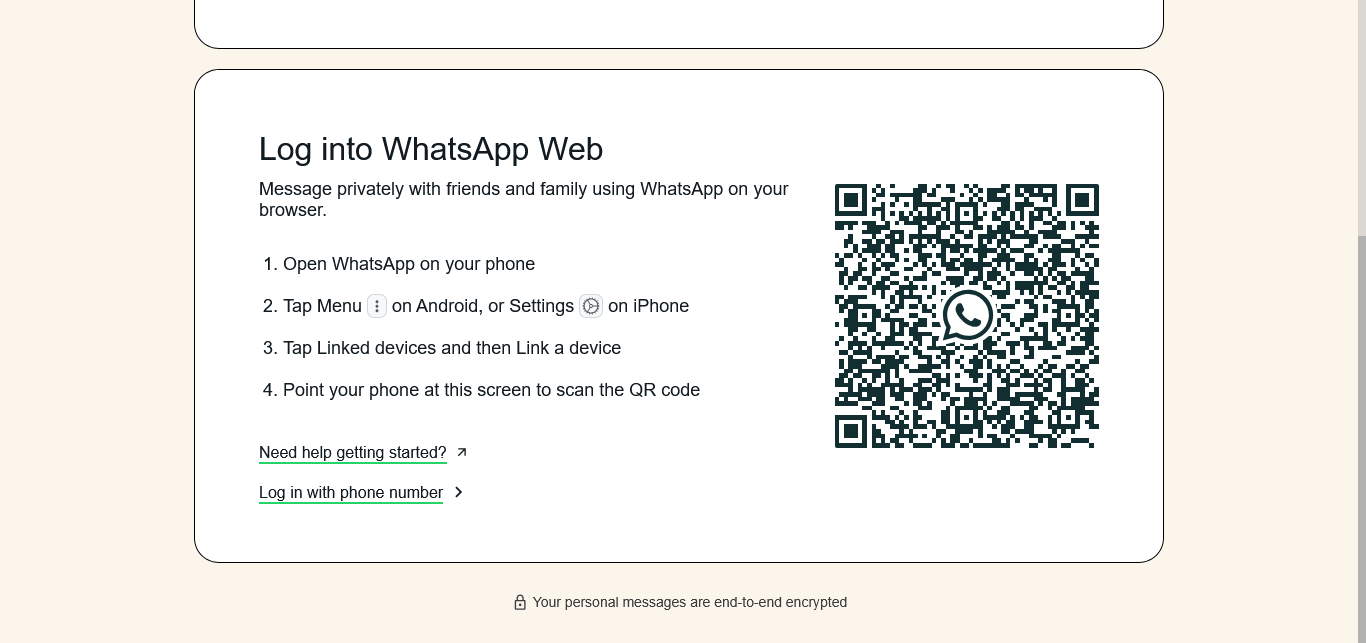 Log into WhatsApp Web
Message privately with friends and family using WhatsApp on your
browser.
1. Open WhatsApp on your phone
2. Tap Menu on Android, or Settings on iPhone
3. Tap Linked devices and then Link a device
4. Point your phone at this screen to scan the QR code
Need help getting started?
Log in with phone number
Your personal messages are end-to-end encrypted